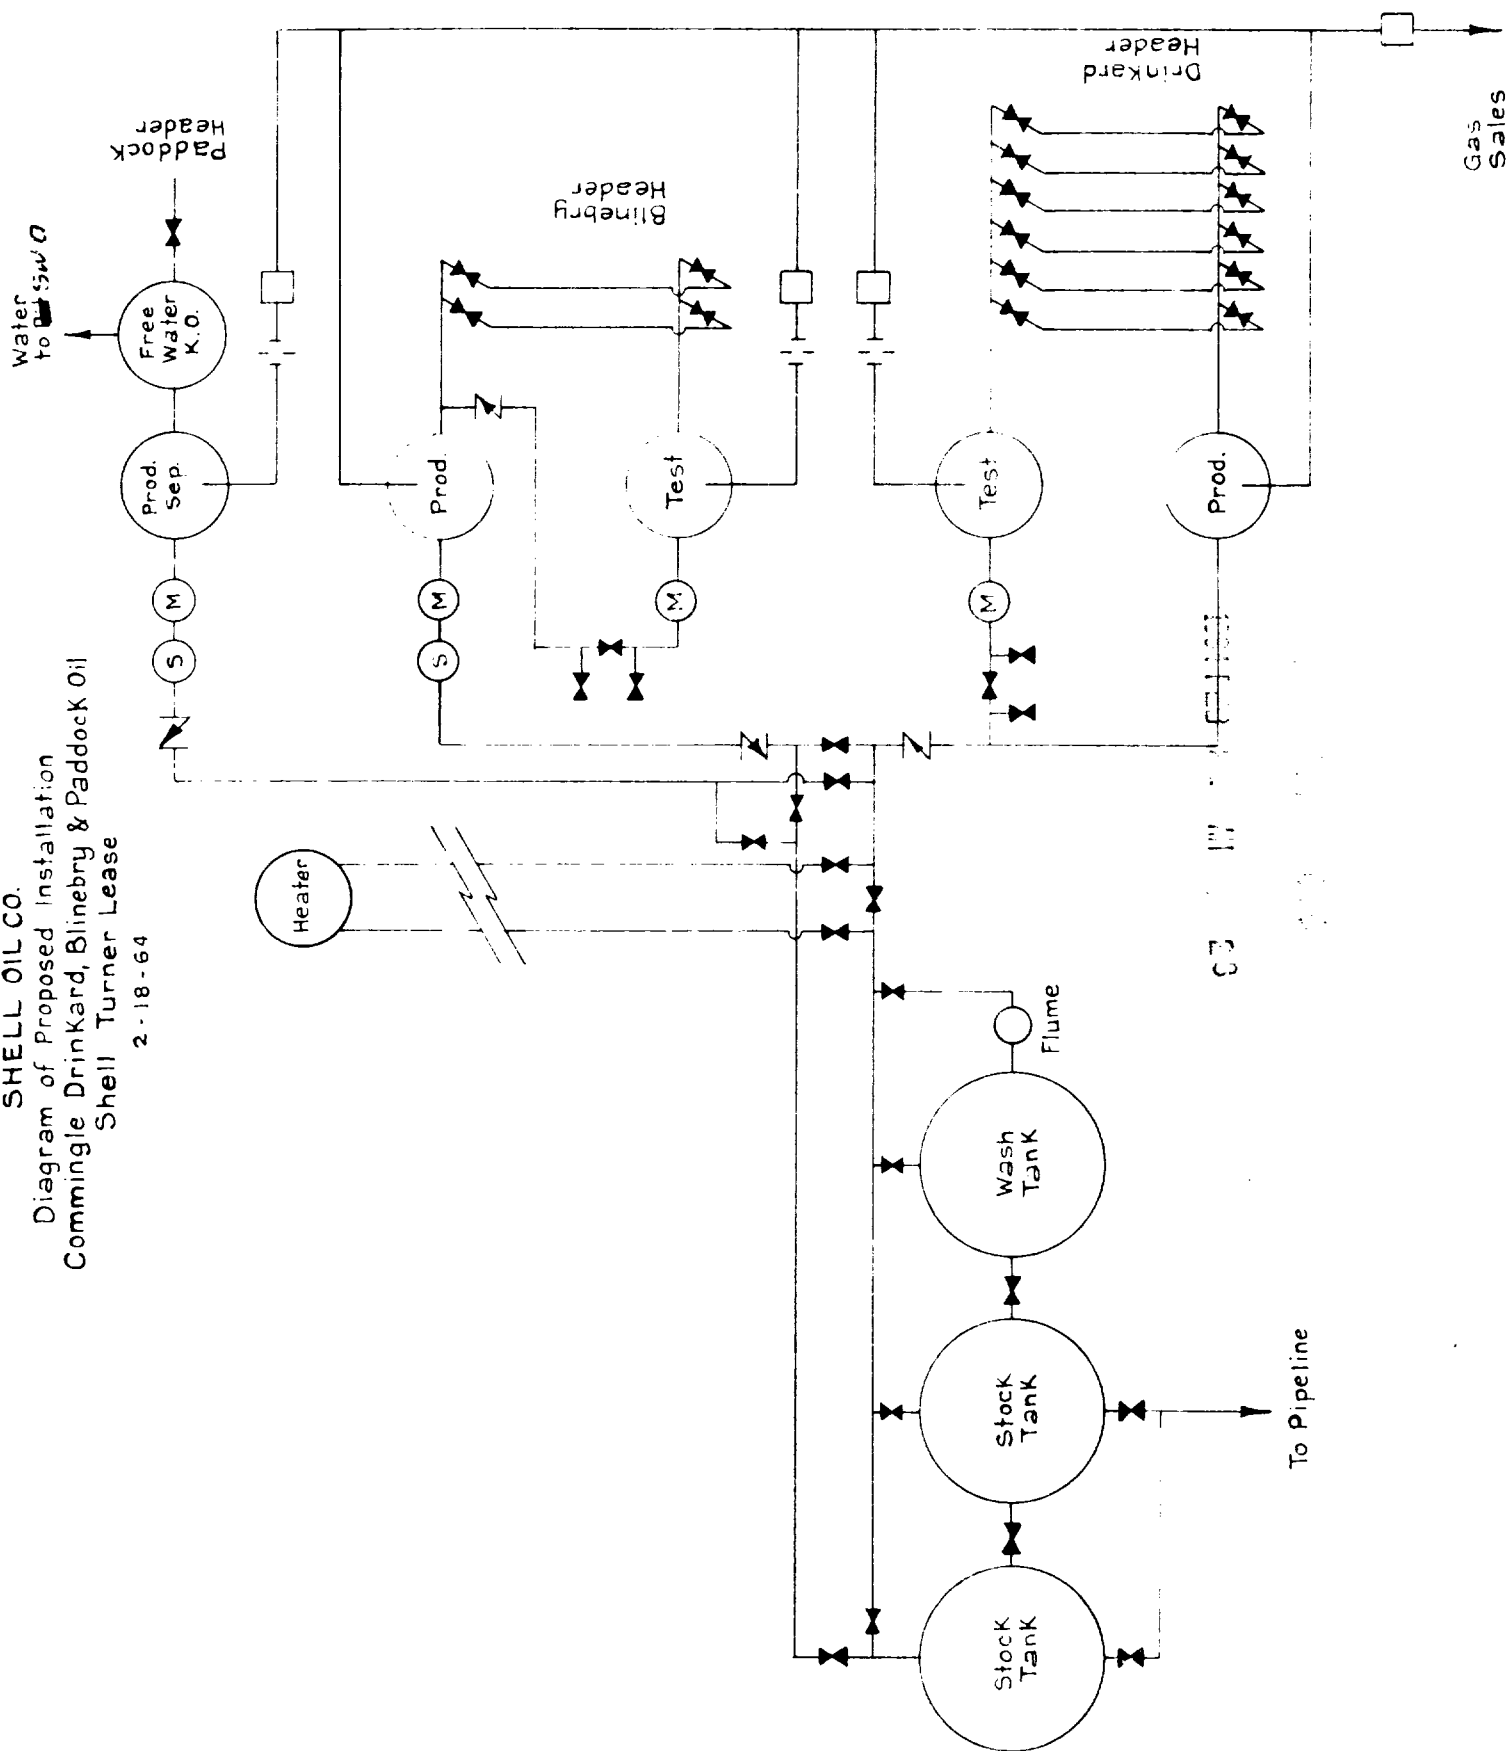 SHELL OIL CO.
Diagram of Proposed Installation
Commingle Drinkard, Blinebry & Paddock Oil
Shell Turner Lease
2-18-64
Water
to SWD
Free
Water
K.O.
Paddock
Header
Prod.
Sep.
M
S
Blinebry
Header
Prod.
M
S
Test
M
Drinkard
Header
Test
M
Prod.
Gas
Sales
Heater
Flume
Wash
Tank
Stock
Tank
Stock
Tank
To Pipeline